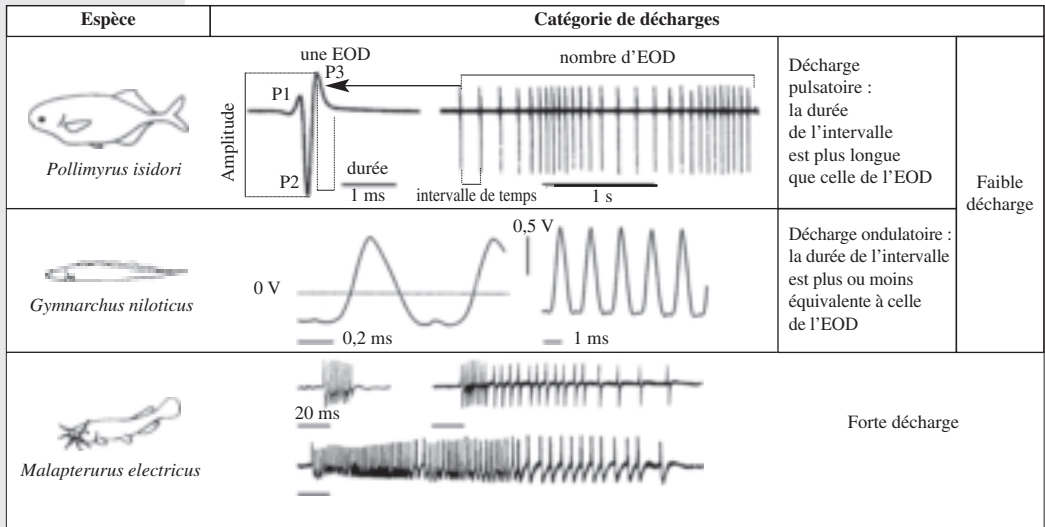 Espèce
Catégorie de décharges
une EOD
nombre d'EOD
P3
P1
Amplitude
P2
durée
1 ms
intervalle de temps
1 s
Pollimyrus isidori
Décharge
pulsatoire :
la durée
de l'intervalle
est plus longue
que celle de l'EOD
Faible
décharge
0,5 V
0 V
0,2 ms
1 ms
Gymnarchus niloticus
Décharge ondulatoire :
la durée de l'intervalle
est plus ou moins
équivalente à celle
de l'EOD
20 ms
Malapterurus electricus
Forte décharge